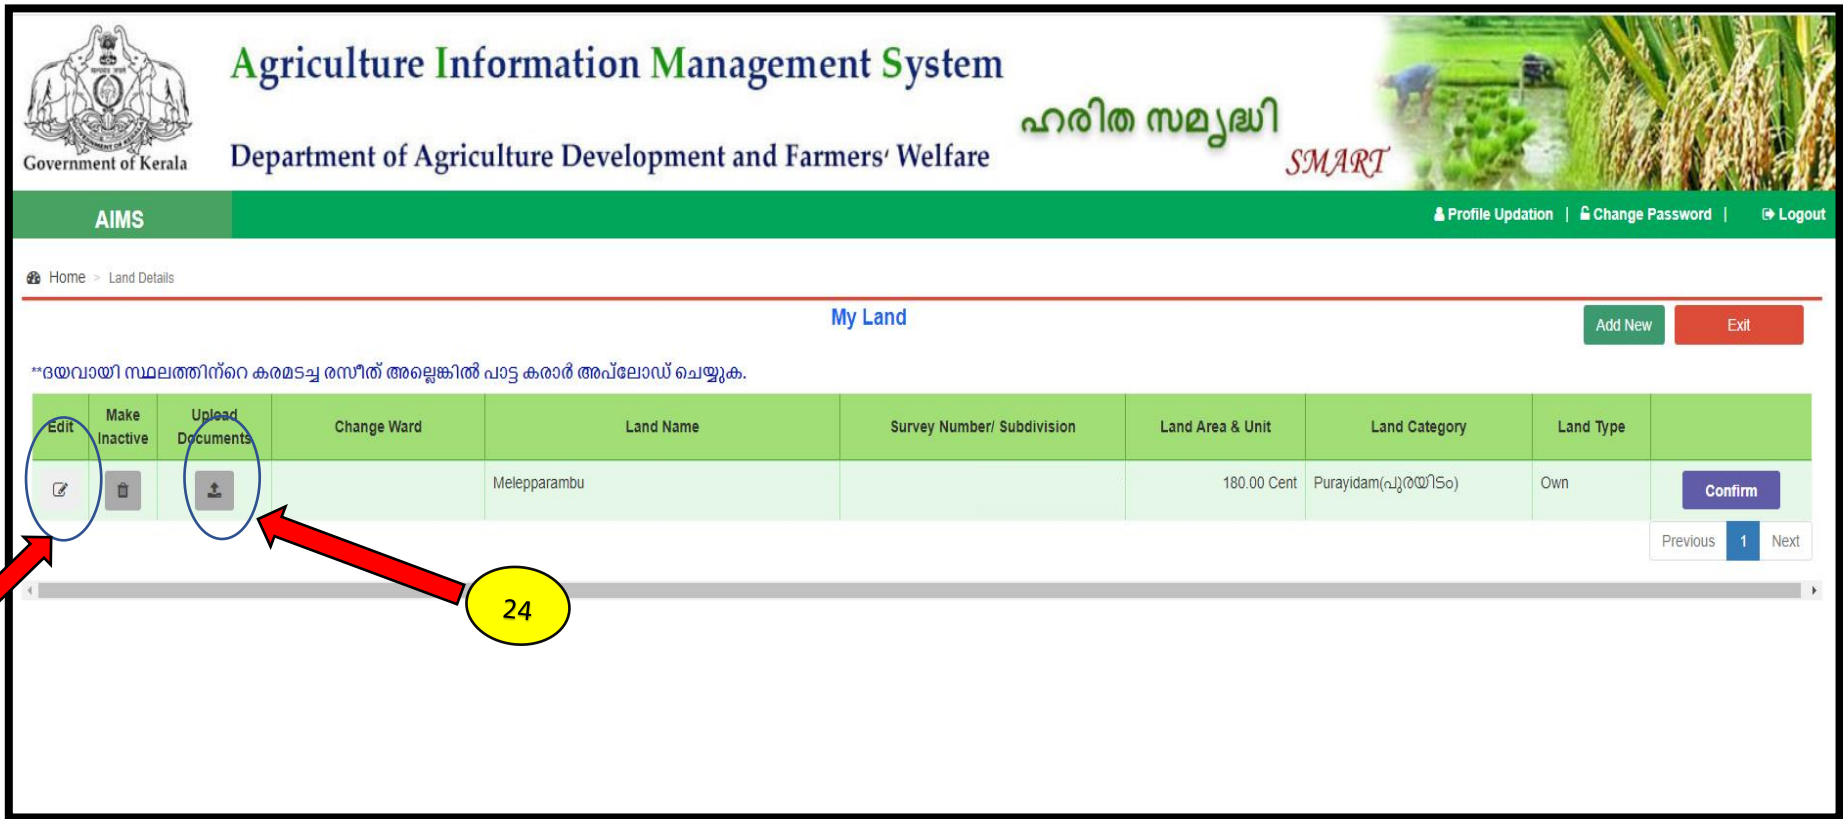 Agriculture Information Management System
ഹരിത സമൃദ്ധി
SMART
Department of Agriculture Development and Farmers' Welfare
Government of Kerala
AIMS
Profile Updation | Change Password | Logout
Home > Land Details
My Land
Add New Exit
**ദയവായി സ്ഥലത്തിന്റെ കരമടച്ച രസീത് അല്ലെങ്കിൽ പാട്ട കരാർ അപ്‌ലോഡ് ചെയ്യുക.
Edit Make Inactive Upload Documents Change Ward Land Name Survey Number/ Subdivision Land Area & Unit Land Category Land Type
Melepparambu 180.00 Cent Purayidam(പുരയിടം) Own Confirm
Previous 1 Next
24